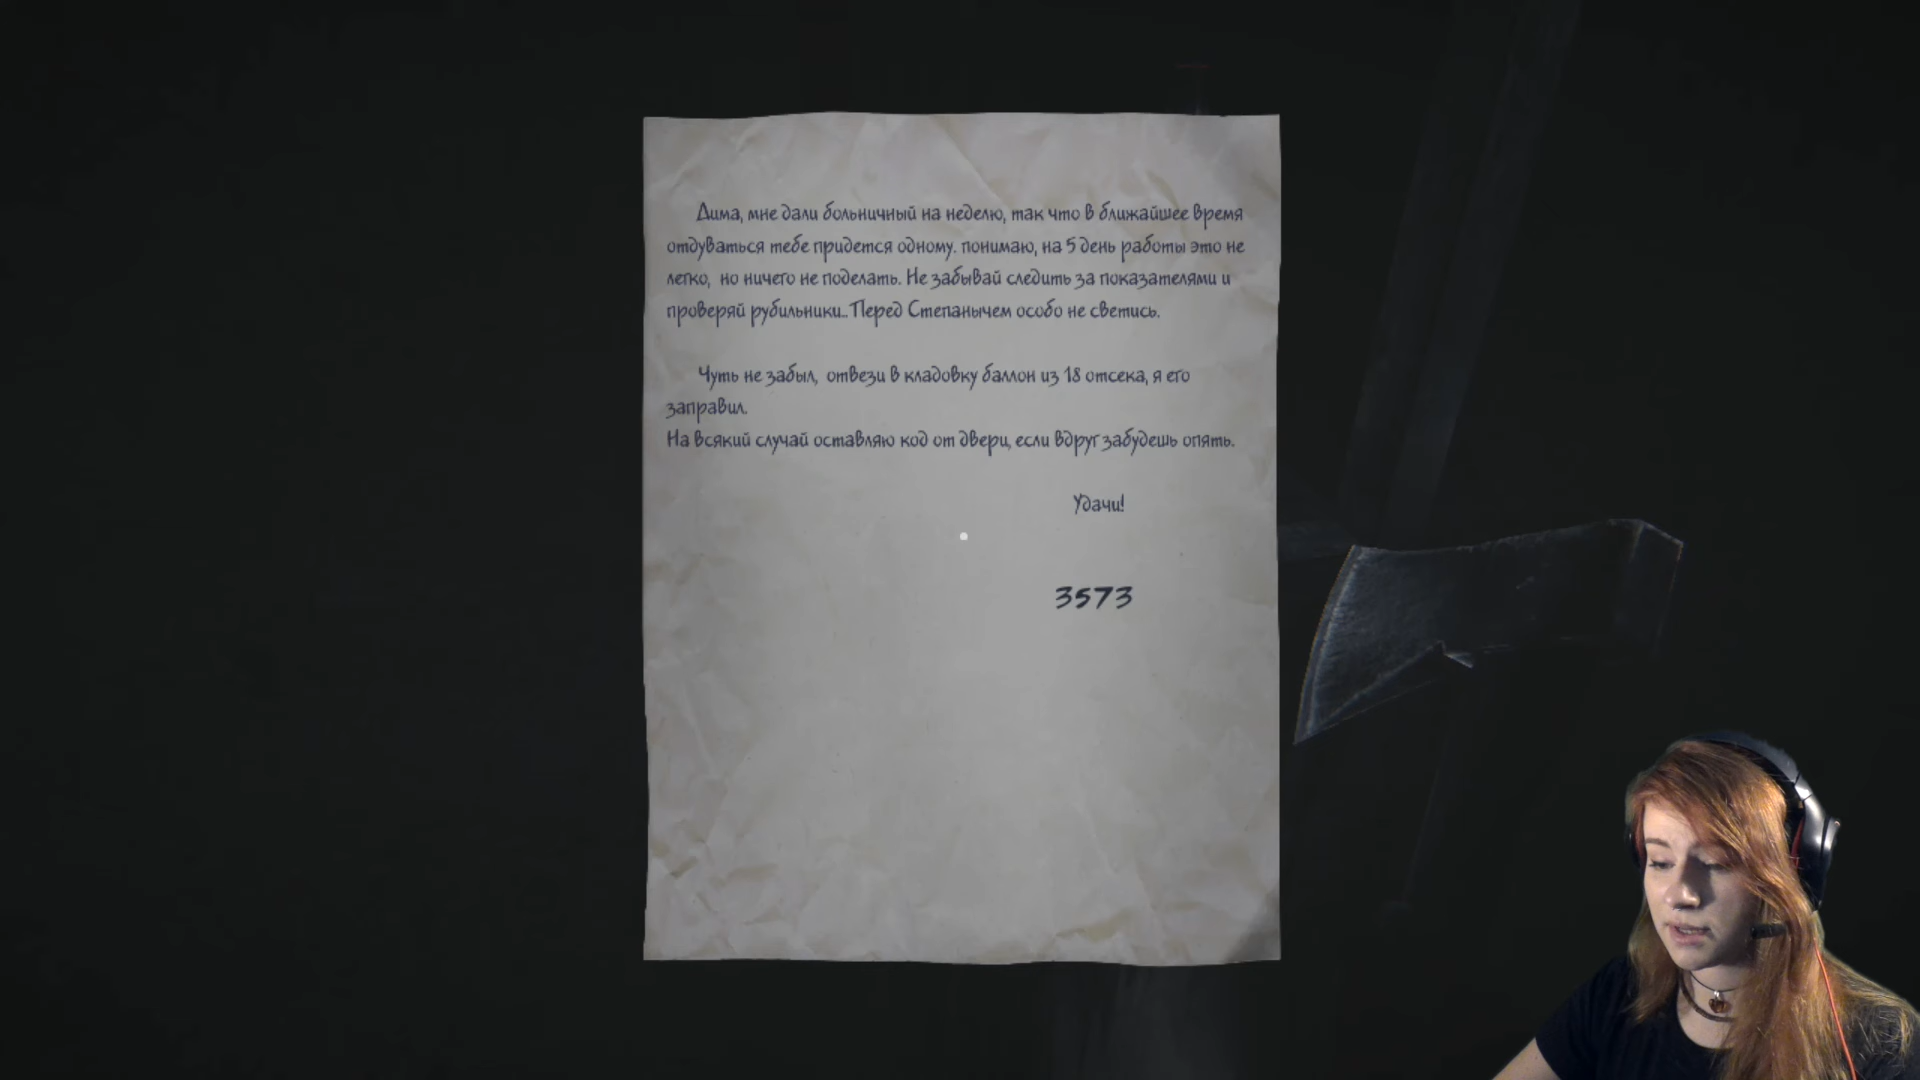 Дима, мне дали больничный на неделю, так что в ближайшее время
отдуваться тебе придется одному. понимаю, на 5 день работы это не
легко, но ничего не поделать. Не забывай следить за показателями и
проверяй рубильники.. Перед Степанычем особо не светись.
Чуть не забыл, отвези в кладовку баллон из 18 отсека, я его
заправил.
На всякий случай оставляю код от двери, если вдруг забудешь опять.
Удачи!
3573